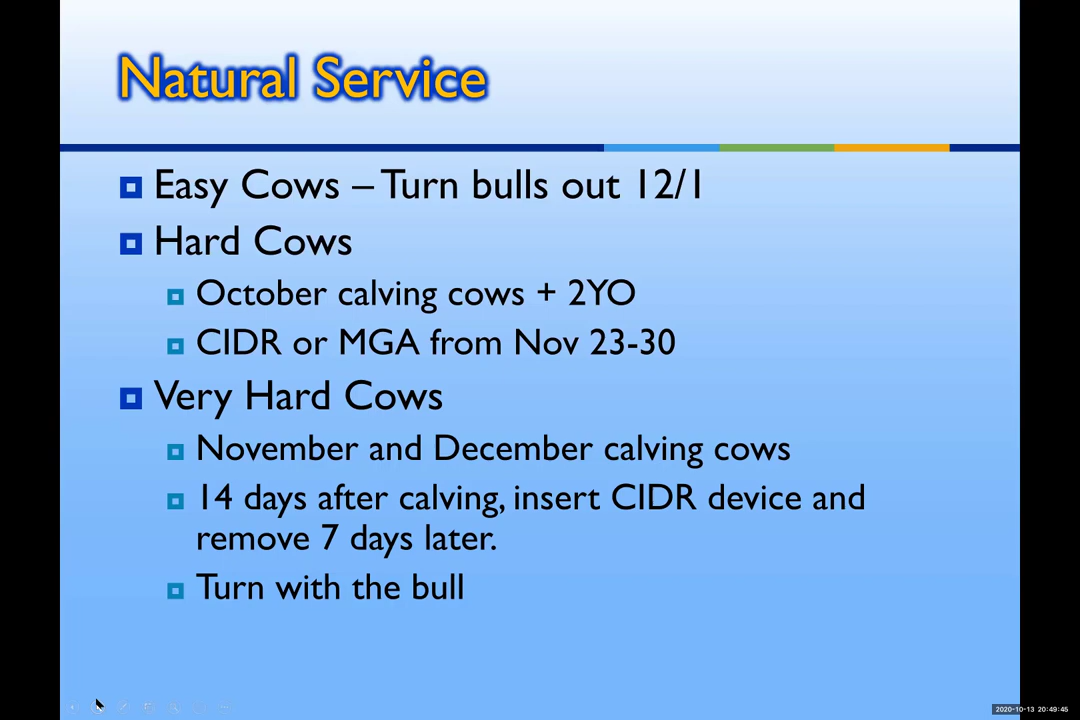 Natural Service
Easy Cows – Turn bulls out 12/1
Hard Cows
October calving cows + 2YO
CIDR or MGA from Nov 23-30
Very Hard Cows
November and December calving cows
14 days after calving, insert CIDR device and
remove 7 days later.
Turn with the bull
2020-10-13 20:49:45